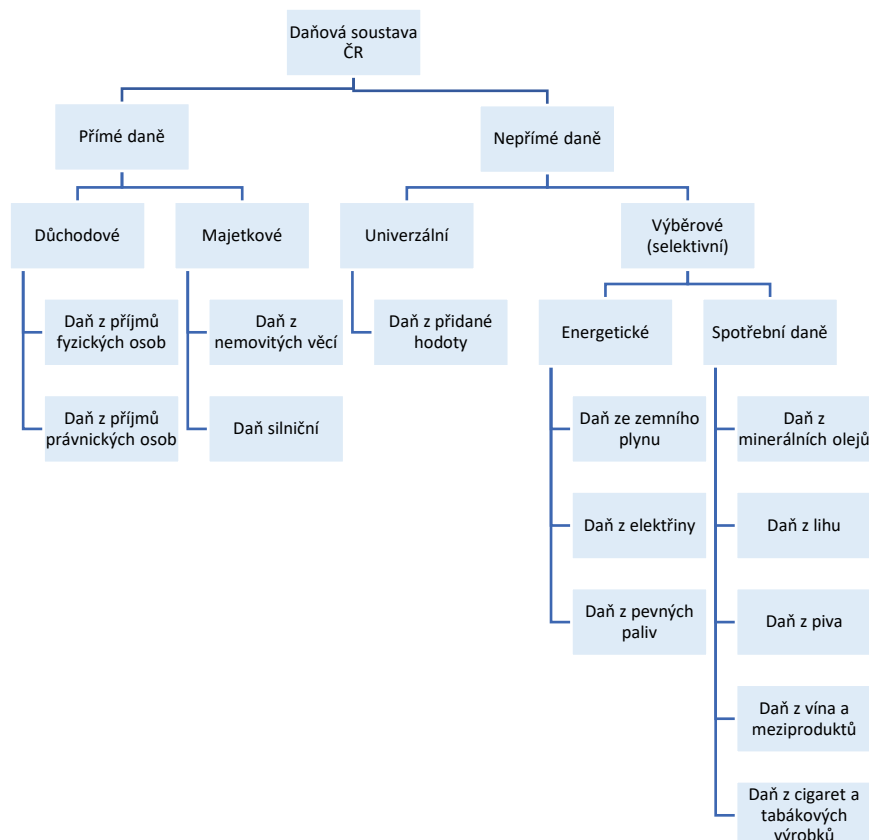 Daňová soustava
ČR
Přímé daně
Nepřímé daně
Důchodové
Majetkové
Univerzální
Výběrové
(selektivní)
Daň z příjmů
fyzických osob
Daň z
nemovitých věcí
Daň z přidané
hodoty
Energetické
Spotřební daně
Daň z příjmů
právnických osob
Daň silniční
Daň ze zemního
plynu
Daň z
minerálních olejů
Daň z elektřiny
Daň z lihu
Daň z pevných
paliv
Daň z piva
Daň z vína a
meziproduktů
Daň z cigaret a
tabákových
výrobků